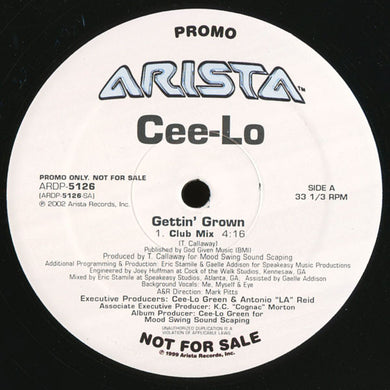 PROMO
ARISTA™
Cee-Lo
PROMO ONLY. NOT FOR SALE
ARDP-5126
(ARDP-5126-SA)
℗ 2002 Arista Records, Inc.
SIDE A
33 1/3 RPM
Gettin' Grown
1. Club Mix 4:16
(T. Callaway)
Published by God Given Music (BMI)
Produced by T. Callaway for Mood Swing Sound Scaping
Additional Programming & Production: Eric Stamile & Gaelle Addison for Speakeasy Music Productions
Engineered by Joey Huffman at Cock of the Walk Studios, Kennesaw, GA
Mixed by Eric Stamile at Speakeasy Studios, Atlanta, GA. Assisted by Gaelle Addison
Background Vocals: Me, Myself & Eye
A&R Direction: Mark Pitts
Executive Producers: Cee-Lo Green & Antonio "LA" Reid
Associate Executive Producer: K.C. "Cognac" Morton
Album Producer: Cee-Lo Green for
Mood Swing Sound Scaping
UNAUTHORIZED DUPLICATION IS A
VIOLATION OF APPLICABLE LAWS
NOT FOR SALE
© 1999 Arista Records, Inc.